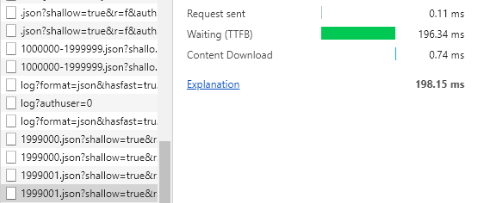 .json?shallow=true&r=f&auth
.json?shallow=true&r=f&auth
1000000-1999999.json?shallo.
1000000-1999999.json?shallo.
log?format=json&hasfast=tru.
log?authuser=0
log?format=json&hasfast=tru.
1999000.json?shallow=true&r
1999000.json?shallow=true&r
1999001.json?shallow=true&r
1999001.json?shallow=true&r
Request sent 0.11 ms
Waiting (TTFB) 196.34 ms
Content Download 0.74 ms
Explanation 198.15 ms